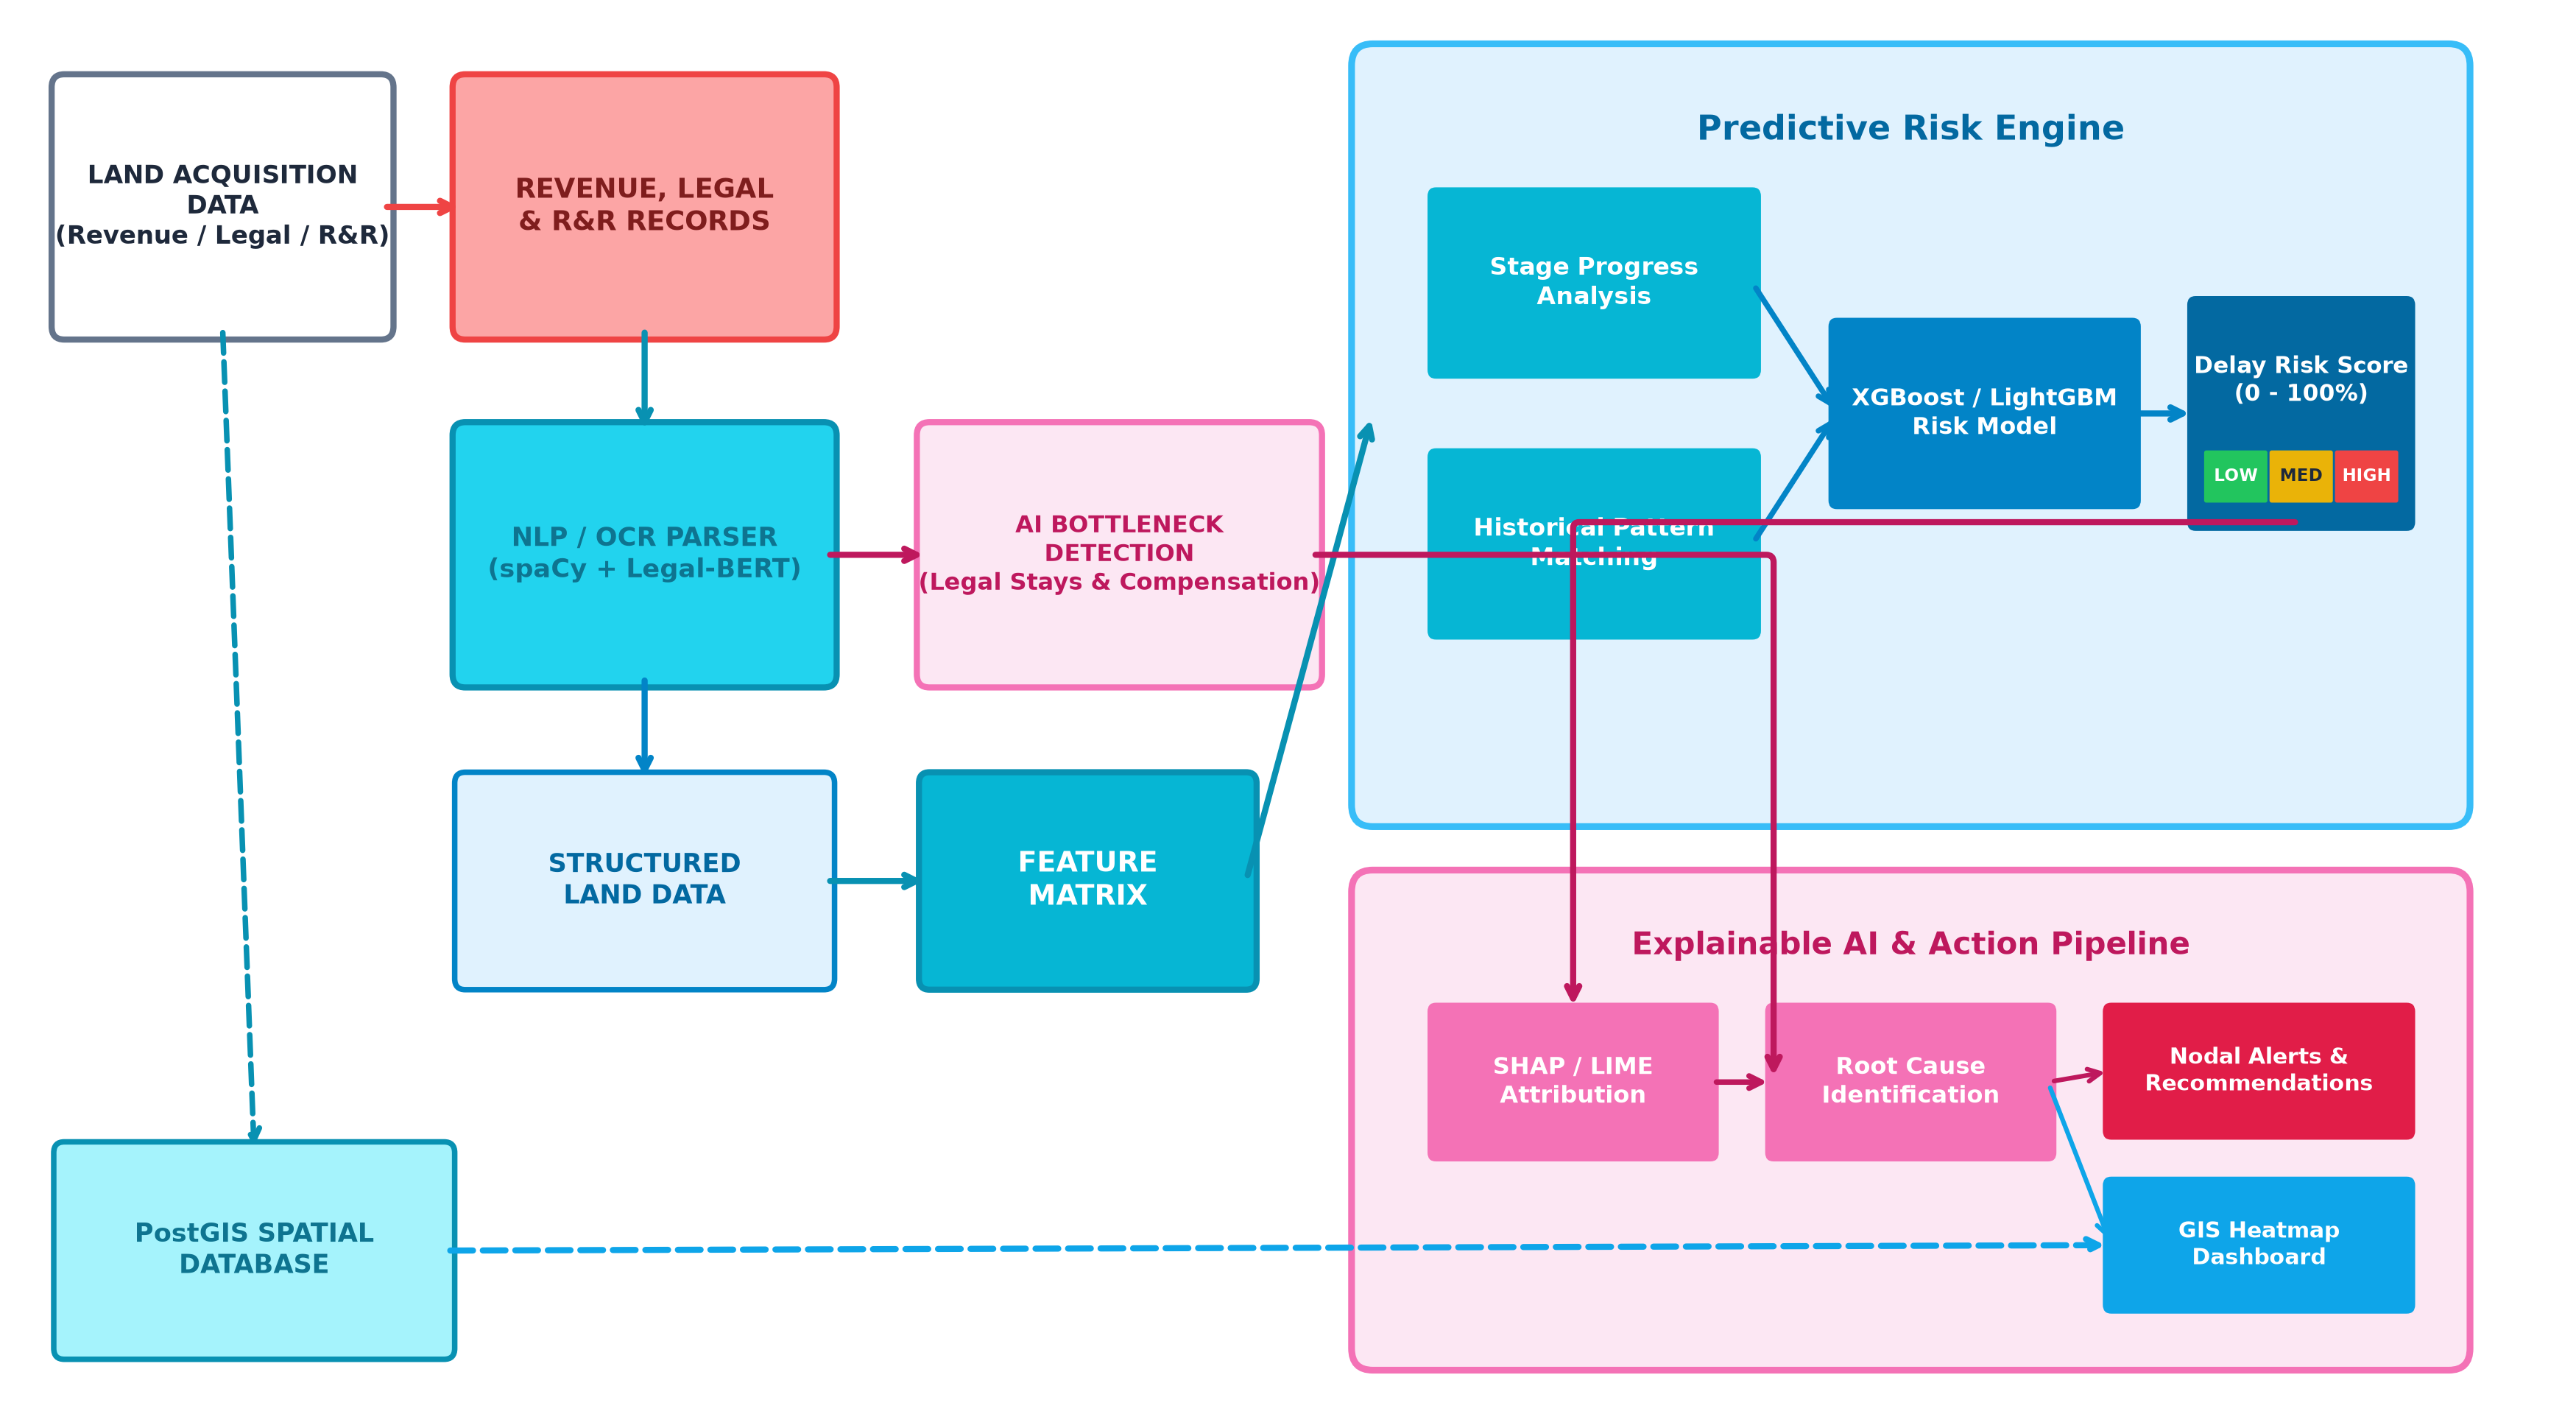 LAND ACQUISITION
DATA
(Revenue / Legal / R&R)
REVENUE, LEGAL
& R&R RECORDS
NLP / OCR PARSER
(spaCy + Legal-BERT)
AI BOTTLENECK
DETECTION
(Legal Stays & Compensation)
STRUCTURED
LAND DATA
FEATURE
MATRIX
PostGIS SPATIAL
DATABASE
Predictive Risk Engine
Stage Progress
Analysis
Historical Pattern
Matching
XGBoost / LightGBM
Risk Model
Delay Risk Score
(0 - 100%)
LOW MED HIGH
Explainable AI & Action Pipeline
SHAP / LIME
Attribution
Root Cause
Identification
Nodal Alerts &
Recommendations
GIS Heatmap
Dashboard